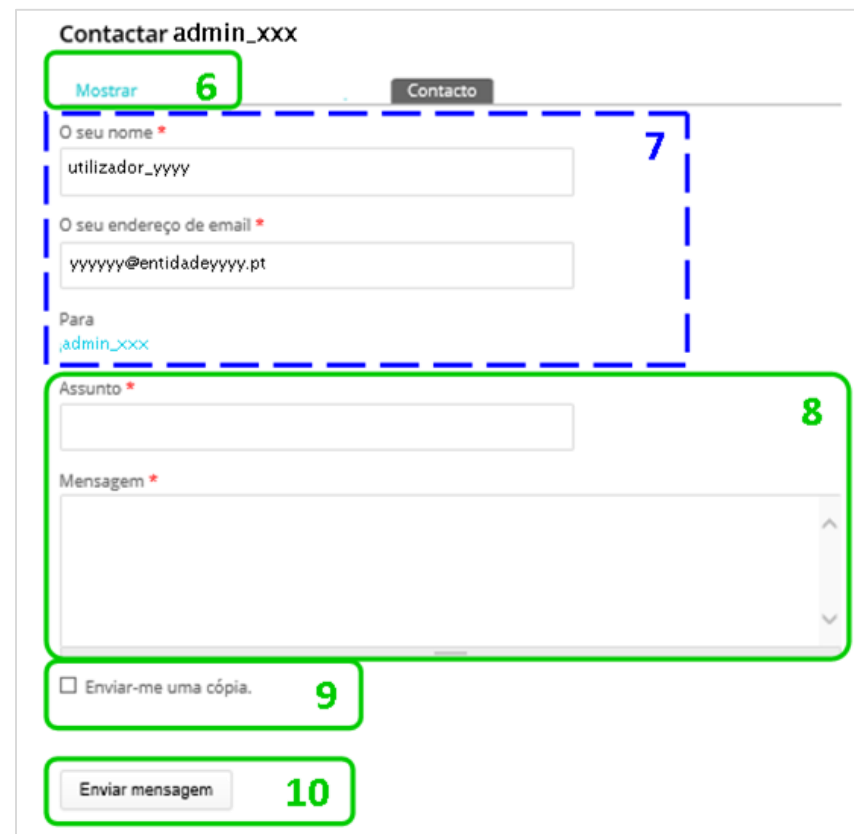 Contactar admin_xxx
Mostrar 6 Contacto
O seu nome * 7
utilizador_yyyy
O seu endereço de email *
yyyyyy@entidadeyyyy.pt
Para
admin_xxx
Assunto * 8
Mensagem *
Enviar-me uma cópia. 9
Enviar mensagem 10